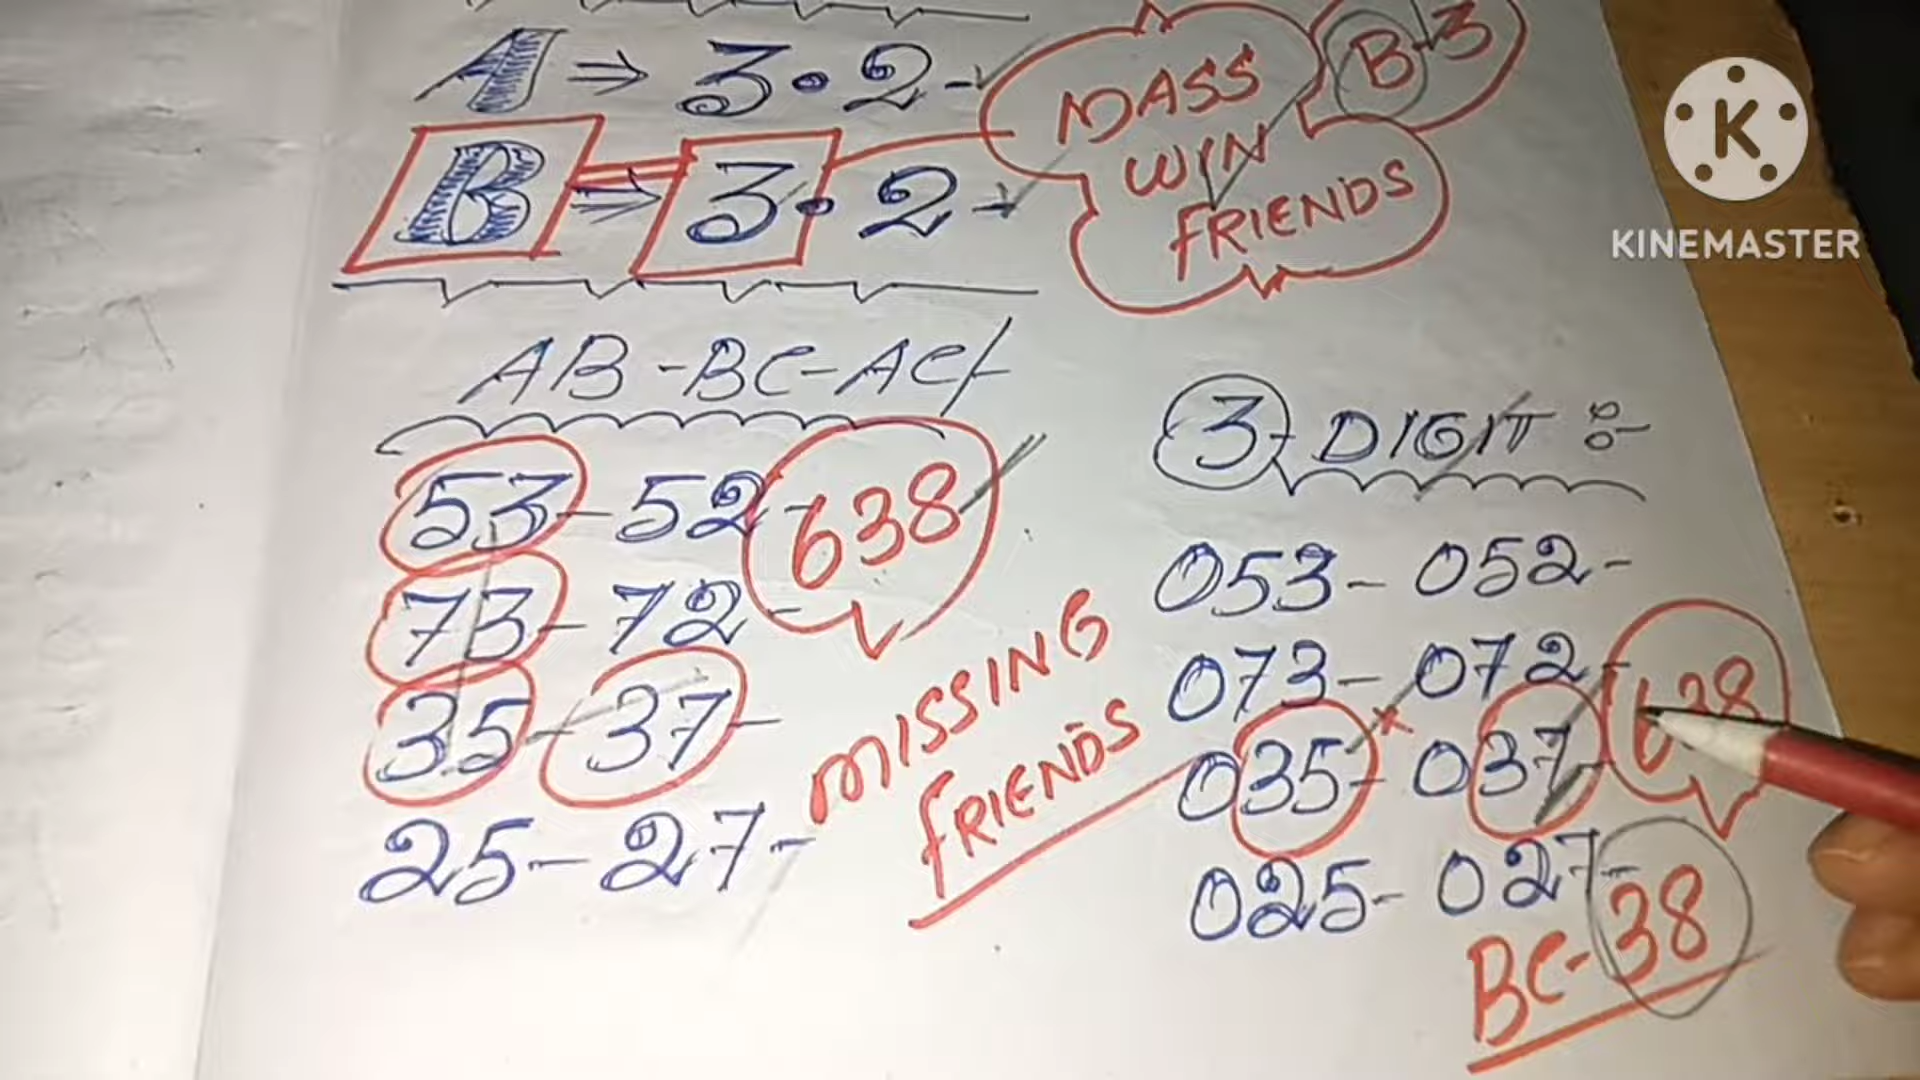 A ⇒ 3 • 2 -
B - 3
MASS
WIN
FRIENDS
B ⇒ 3 • 2 -
K
KINEMASTER
AB - BC - AC/-
53 - 52 -
73 - 72 -
35 - 37 -
25 - 27 -
638
MISSING
FRIENDS
3 - DIGIT :-
053 - 052 -
073 - 072 -
035 - 037 -
025 - 027 -
638
BC - 38